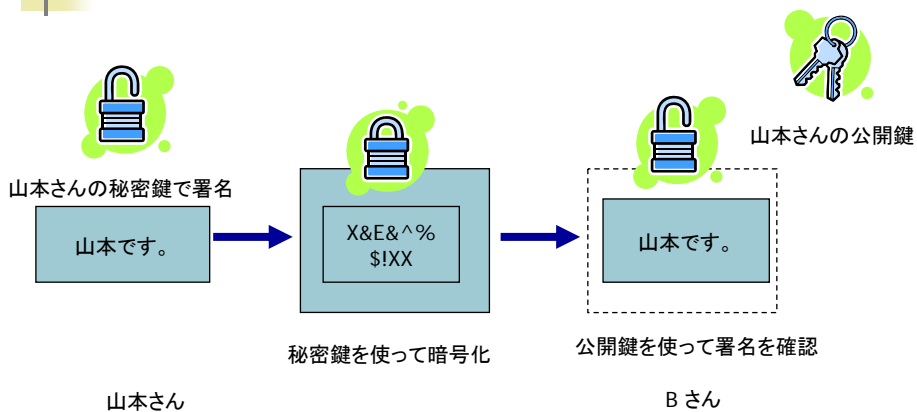 山本さんの公開鍵
山本さんの秘密鍵で署名
山本です。
X&E&^%
$!XX
山本です。
秘密鍵を使って暗号化
公開鍵を使って署名を確認
山本さん
Bさん